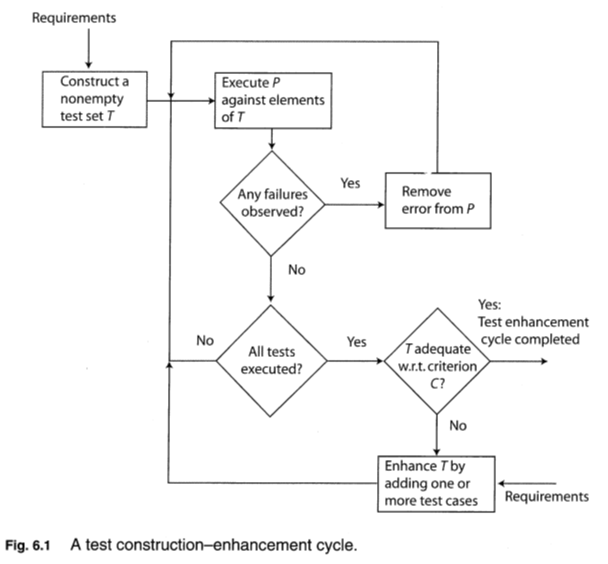 Requirements
Construct a
nonempty
test set T
Execute P
against elements
of T
Any failures
observed?
Yes
Remove
error from P
No
No
All tests
executed?
Yes
T adequate
w.r.t. criterion
C?
Yes:
Test enhancement
cycle completed
No
Enhance T by
adding one or
more test cases
Requirements
Fig. 6.1 A test construction–enhancement cycle.